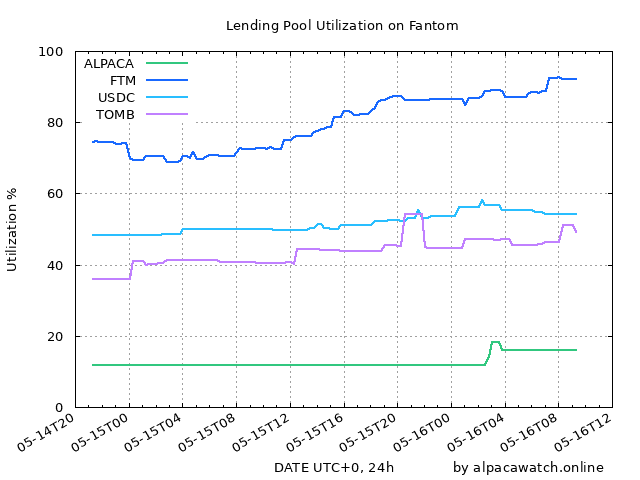 Lending Pool Utilization on Fantom
100
80
60
40
20
0
Utilization %
ALPACA
FTM
USDC
TOMB
05-14T20
05-15T00
05-15T04
05-15T08
05-15T12
05-15T16
05-15T20
05-16T00
05-16T04
05-16T08
05-16T12
DATE UTC+0, 24h
by alpacawatch.online